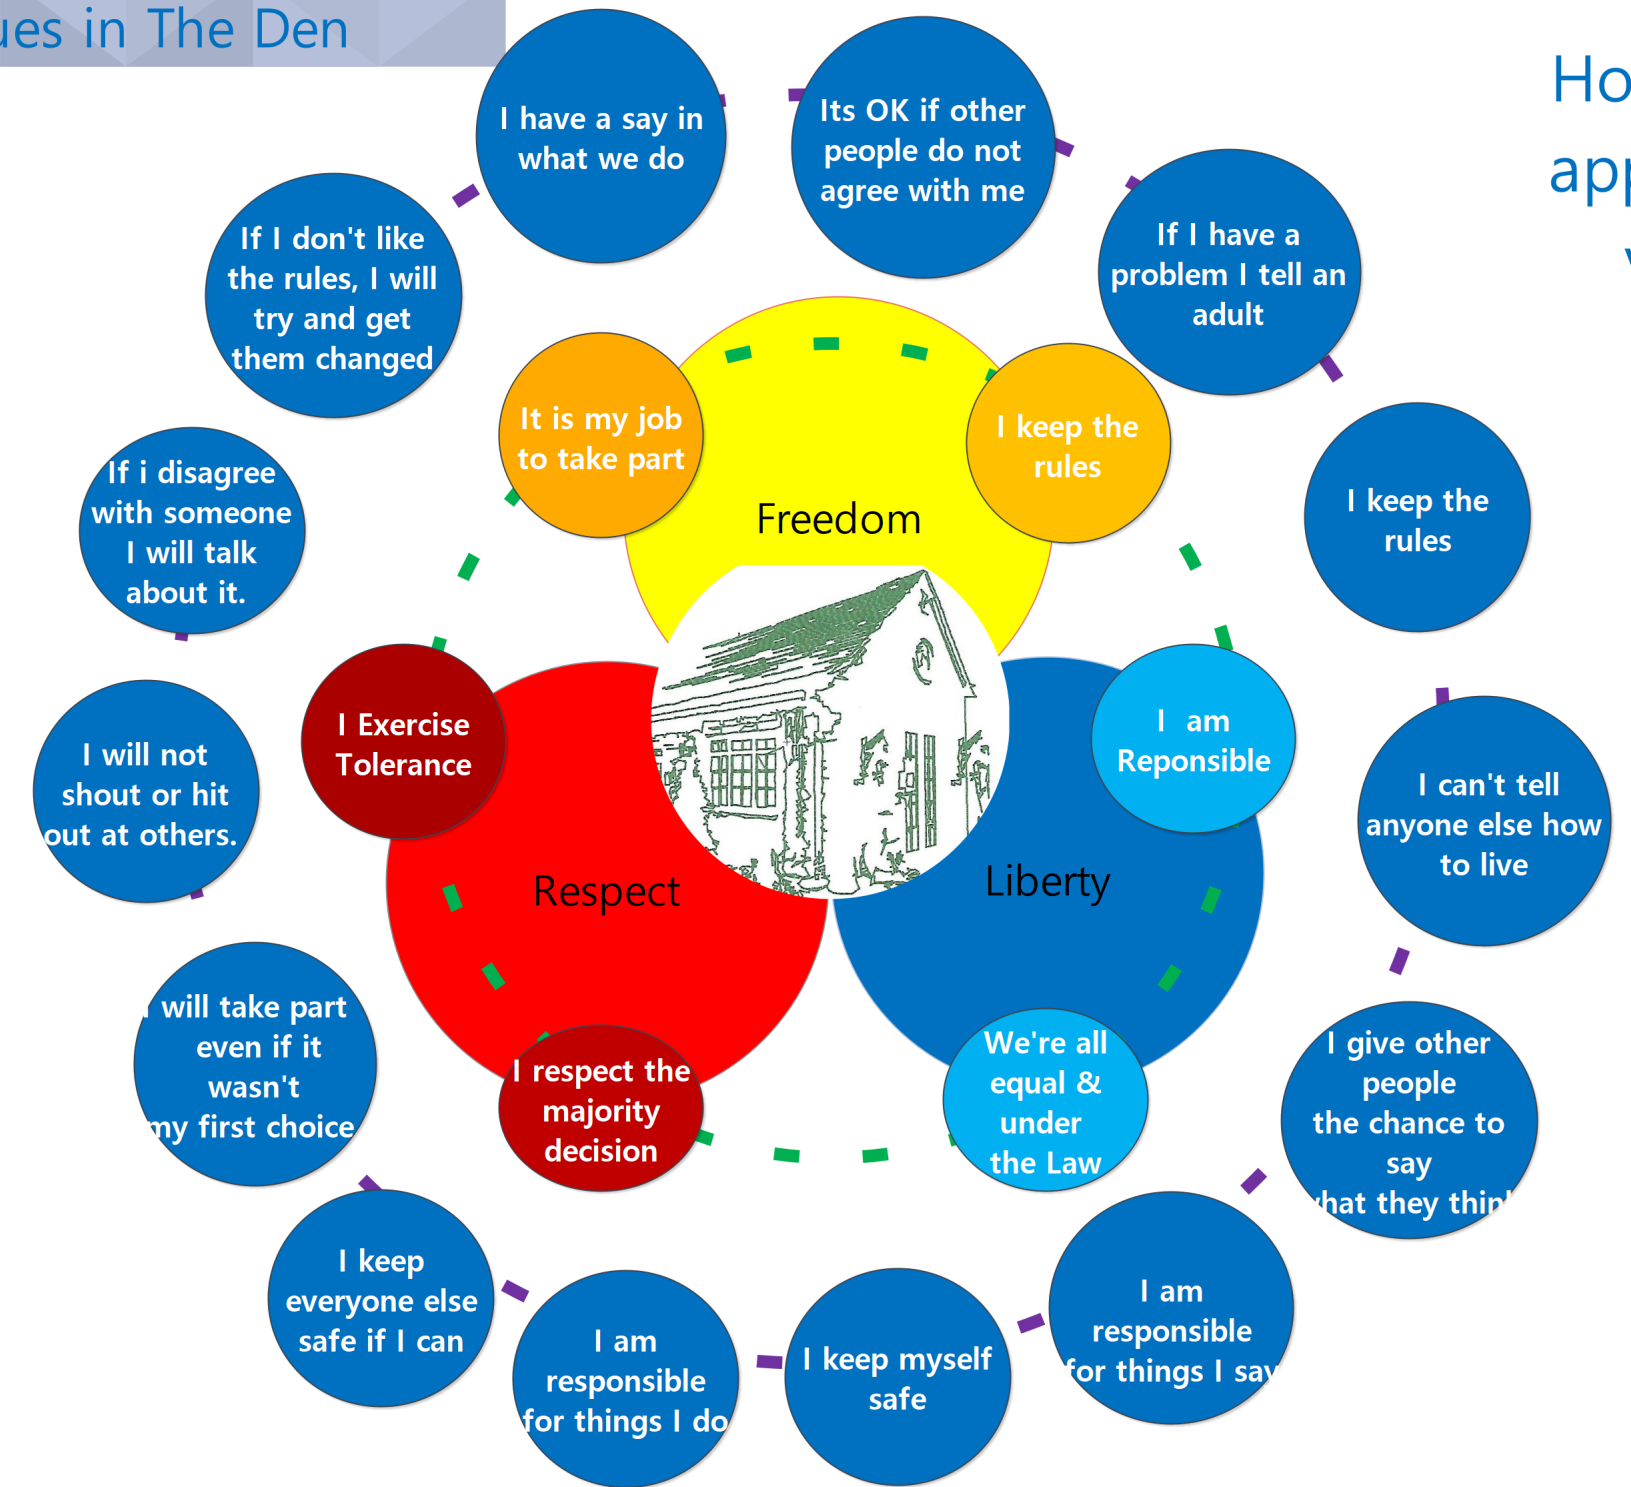 in The Den
I have a say in
what we do
Its OK if other
people do not
agree with me
If I have a
problem I tell an
adult
I keep the
rules
I can't tell
anyone else how
to live
I give other
people
the chance to
say
they
I am
responsible
for things I say
I keep myself
safe
I am
responsible
for things I do
I keep
everyone else
safe if I can
will take part
even if it
wasn't
my first choice
I will not
shout or hit
out at others.
If i disagree
with someone
I will talk
about it.
If I don't like
the rules, I will
try and get
them changed
It is my job
to take part
I keep the
rules
Freedom
I Exercise
Tolerance
I am
Reponsible
Respect
Liberty
I respect the
majority
decision
We're all
equal &
under
the Law